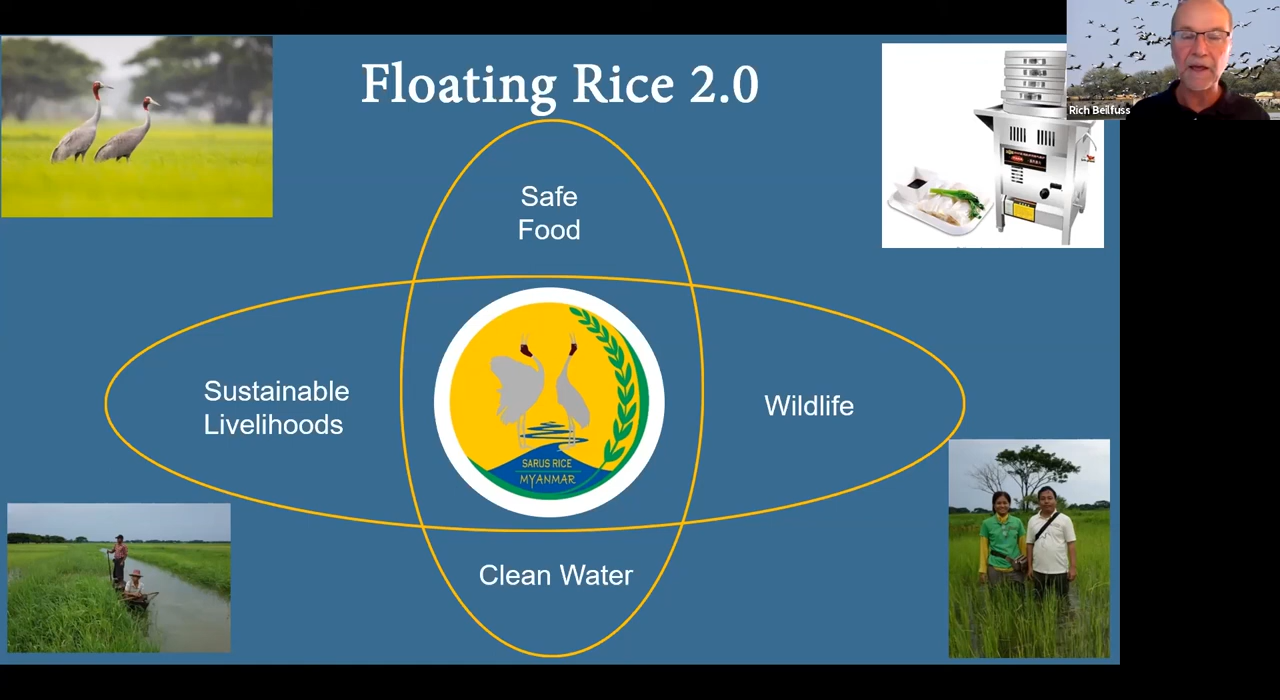 Floating Rice 2.0
Rich Beilfuss
Safe
Food
Sustainable
Livelihoods
Wildlife
SARUS RICE
MYANMAR
Clean Water